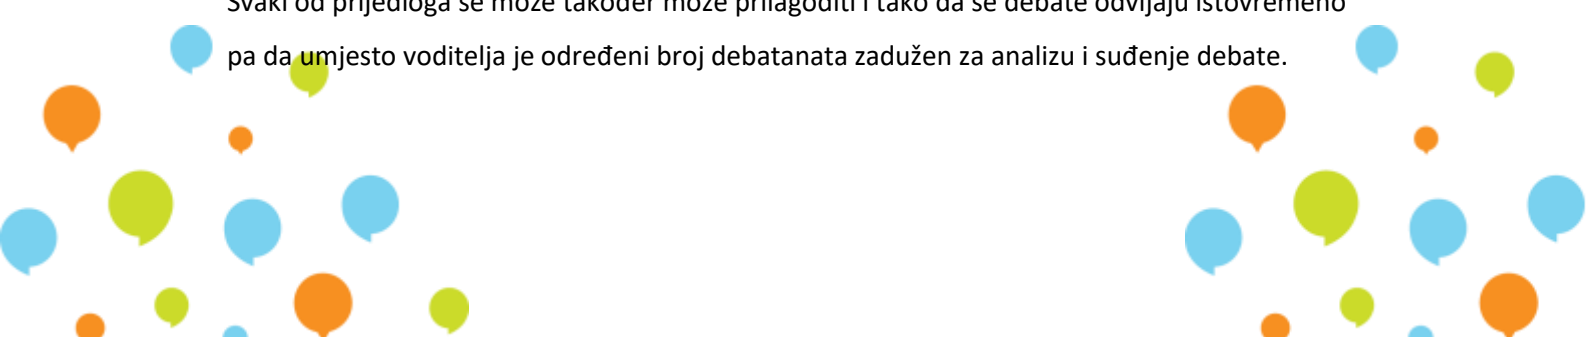 Svaki od prijedloga se može također može prilagoditi i tako da se debate odvijaju istovremeno
pa da umjesto voditelja je određeni broj debatanata zadužen za analizu i suđenje debate.